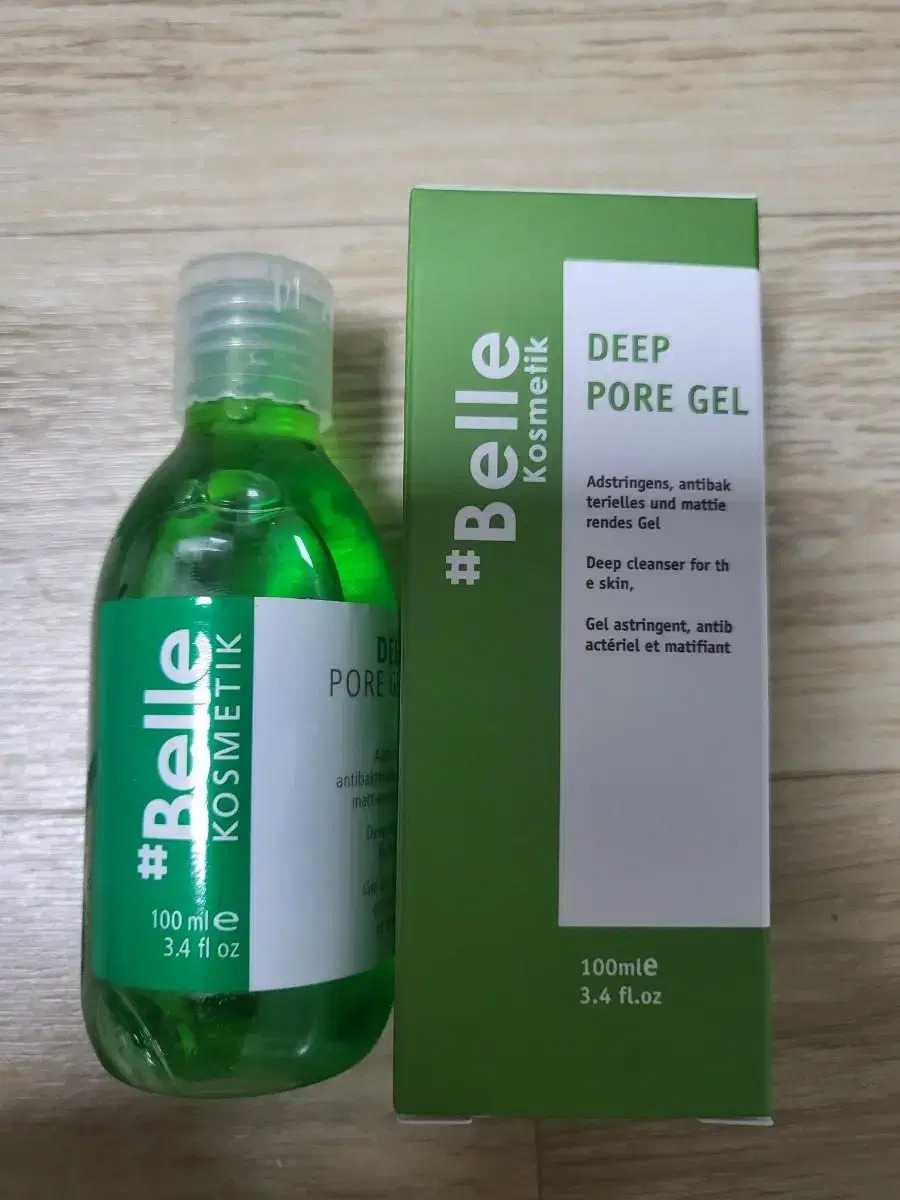 #Belle
KOSMETIK
100 ml e
3.4 fl oz
PORE
#Belle
Kosmetik
DEEP
PORE GEL
Adstringens, antibak
terielles und mattie
rendes Gel
Deep cleanser for th
e skin,
Gel astringent, antib
actériel et matifiant
100mle
3.4 fl.oz